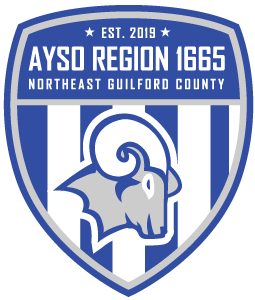 ★ EST. 2019 ★
AYSO REGION 1665
NORTHEAST GUILFORD COUNTY